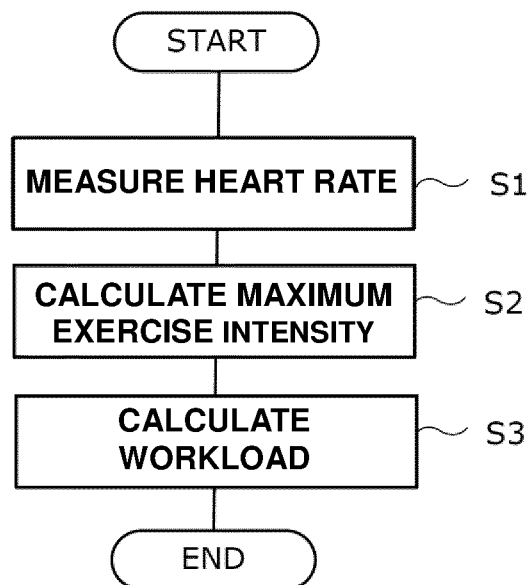 START
MEASURE HEART RATE
S1
CALCULATE MAXIMUM
EXERCISE INTENSITY
S2
CALCULATE
WORKLOAD
S3
END